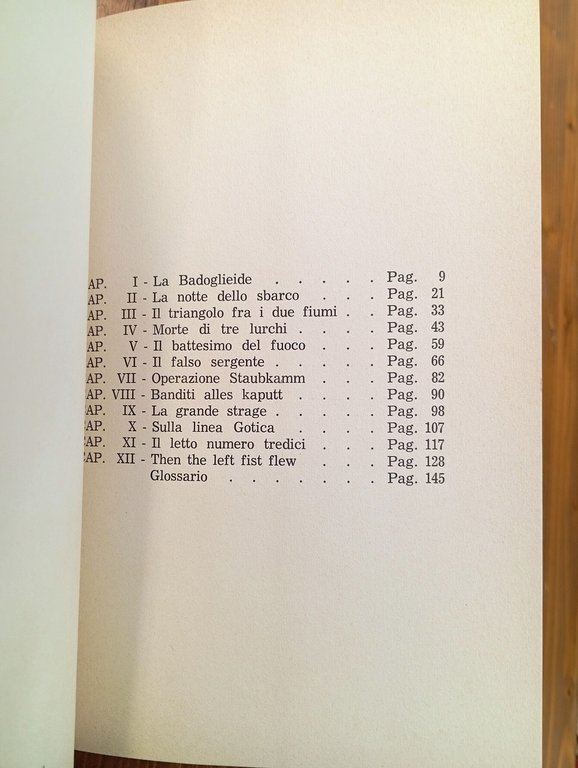 AP. I - La Badoglieide . . . . . Pag. 9
AP. II - La notte dello sbarco . . . Pag. 21
AP. III - Il triangolo fra i due fiumi . . Pag. 33
AP. IV - Morte di tre lurchi . . . Pag. 43
AP. V - Il battesimo del fuoco . . . Pag. 59
AP. VI - Il falso sergente . . . . . Pag. 66
AP. VII - Operazione Staubkamm . . . Pag. 82
AP. VIII - Banditi alles kaputt . . . Pag. 90
AP. IX - La grande strage . . . . . Pag. 98
AP. X - Sulla linea Gotica . . . . Pag. 107
AP. XI - Il letto numero tredici . . . Pag. 117
CAP. XII - Then the left fist flew . . . Pag. 128
Glossario . . . . . . . Pag. 145